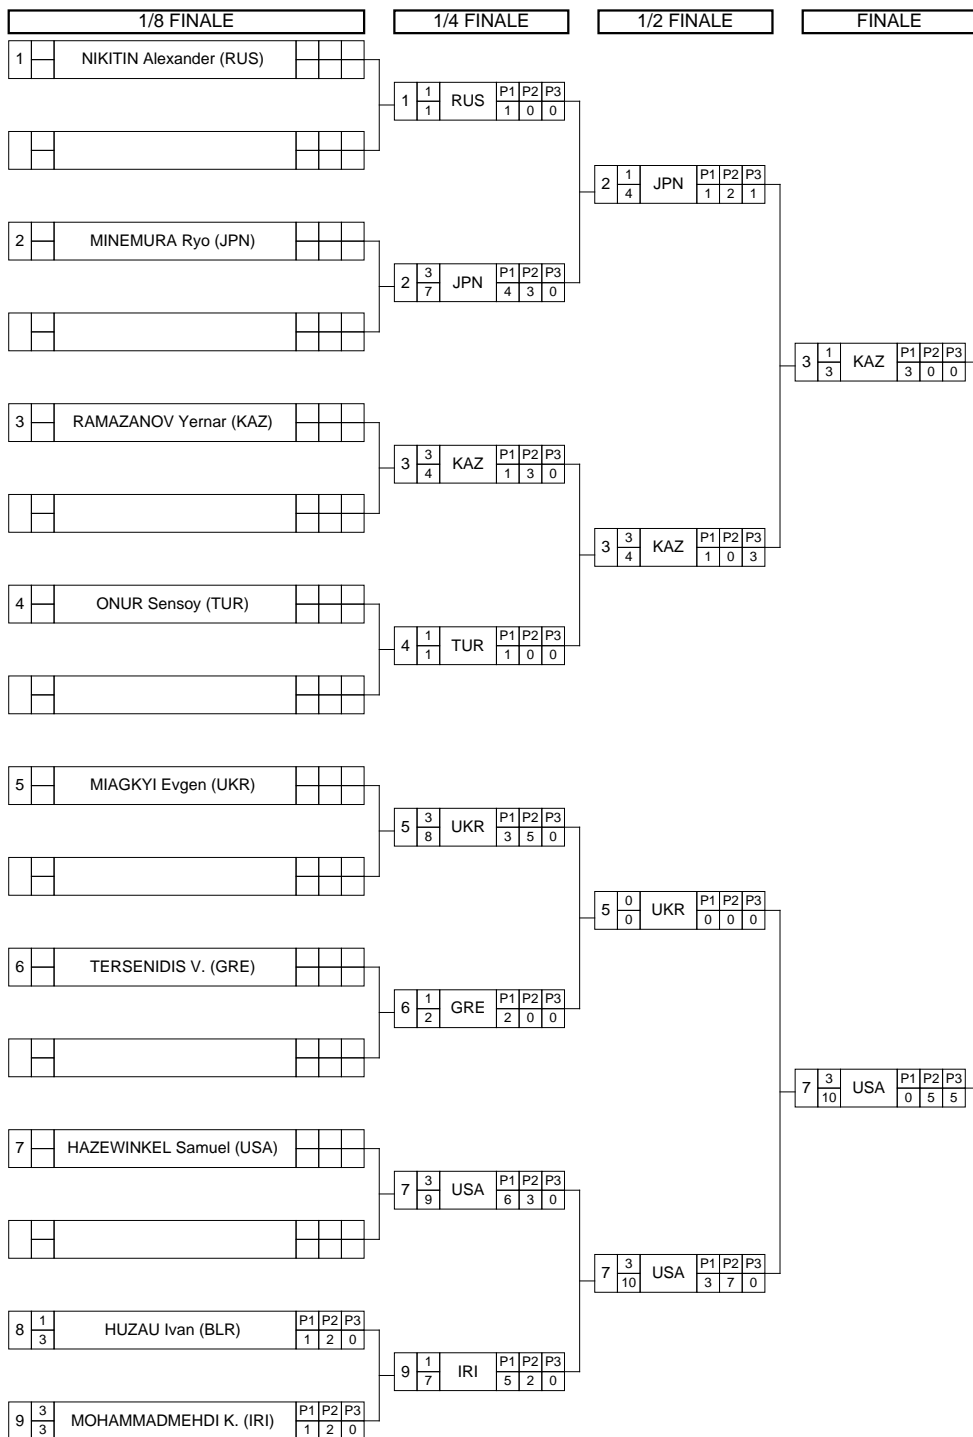 1/8 FINALE 1/4 FINALE 1/2 FINALE FINALE
1 NIKITIN Alexander (RUS)
1 1 RUS P1 P2 P3
1 1 0 0
2 1 JPN P1 P2 P3
4 1 2 1
2 MINEMURA Ryo (JPN)
2 3 JPN P1 P2 P3
7 4 3 0
3 1 KAZ P1 P2 P3
3 3 0 0
3 RAMAZANOV Yernar (KAZ)
3 3 KAZ P1 P2 P3
4 1 3 0
3 3 KAZ P1 P2 P3
4 1 0 3
4 ONUR Sensoy (TUR)
4 1 TUR P1 P2 P3
1 1 0 0
5 MIAGKYI Evgen (UKR)
5 3 UKR P1 P2 P3
8 3 5 0
5 0 UKR P1 P2 P3
0 0 0 0
6 TERSENIDIS V. (GRE)
6 1 GRE P1 P2 P3
2 2 0 0
7 3 USA P1 P2 P3
10 0 5 5
7 HAZEWINKEL Samuel (USA)
7 3 USA P1 P2 P3
9 6 3 0
7 3 USA P1 P2 P3
10 3 7 0
8 1 HUZAU Ivan (BLR) P1 P2 P3
3 1 2 0
9 1 IRI P1 P2 P3
7 5 2 0
9 3 MOHAMMADMEHDI K. (IRI) P1 P2 P3
3 1 2 0